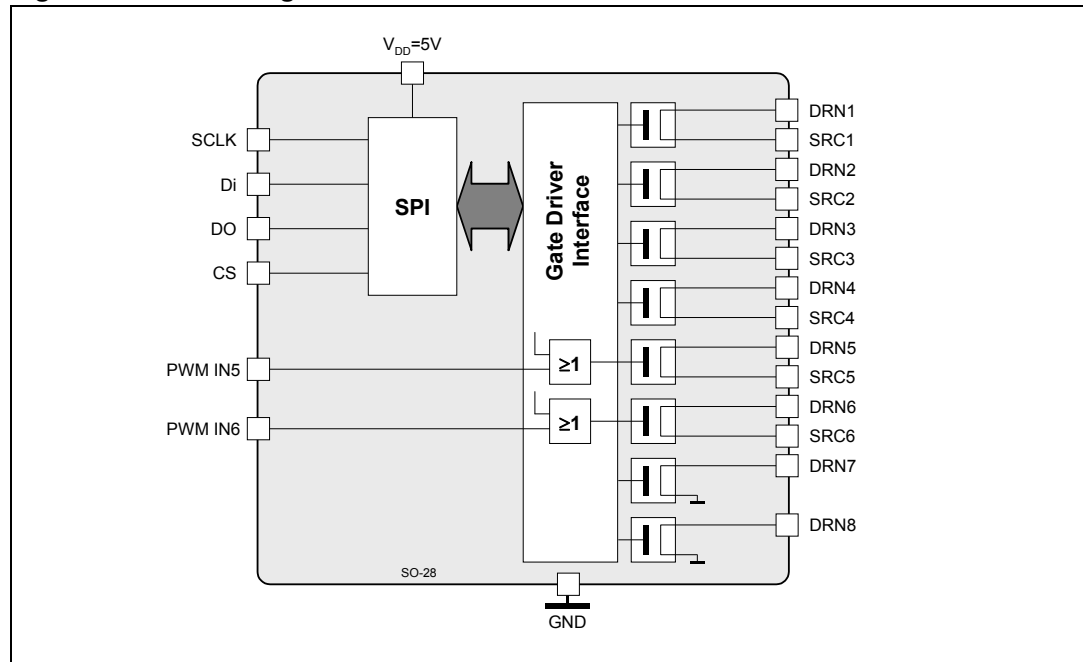 V_DD=5V
SCLK
Di
DO
CS
PWM IN5
PWM IN6
SPI
Gate Driver
Interface
≥1
≥1
DRN1
SRC1
DRN2
SRC2
DRN3
SRC3
DRN4
SRC4
DRN5
SRC5
DRN6
SRC6
DRN7
DRN8
SO-28
GND